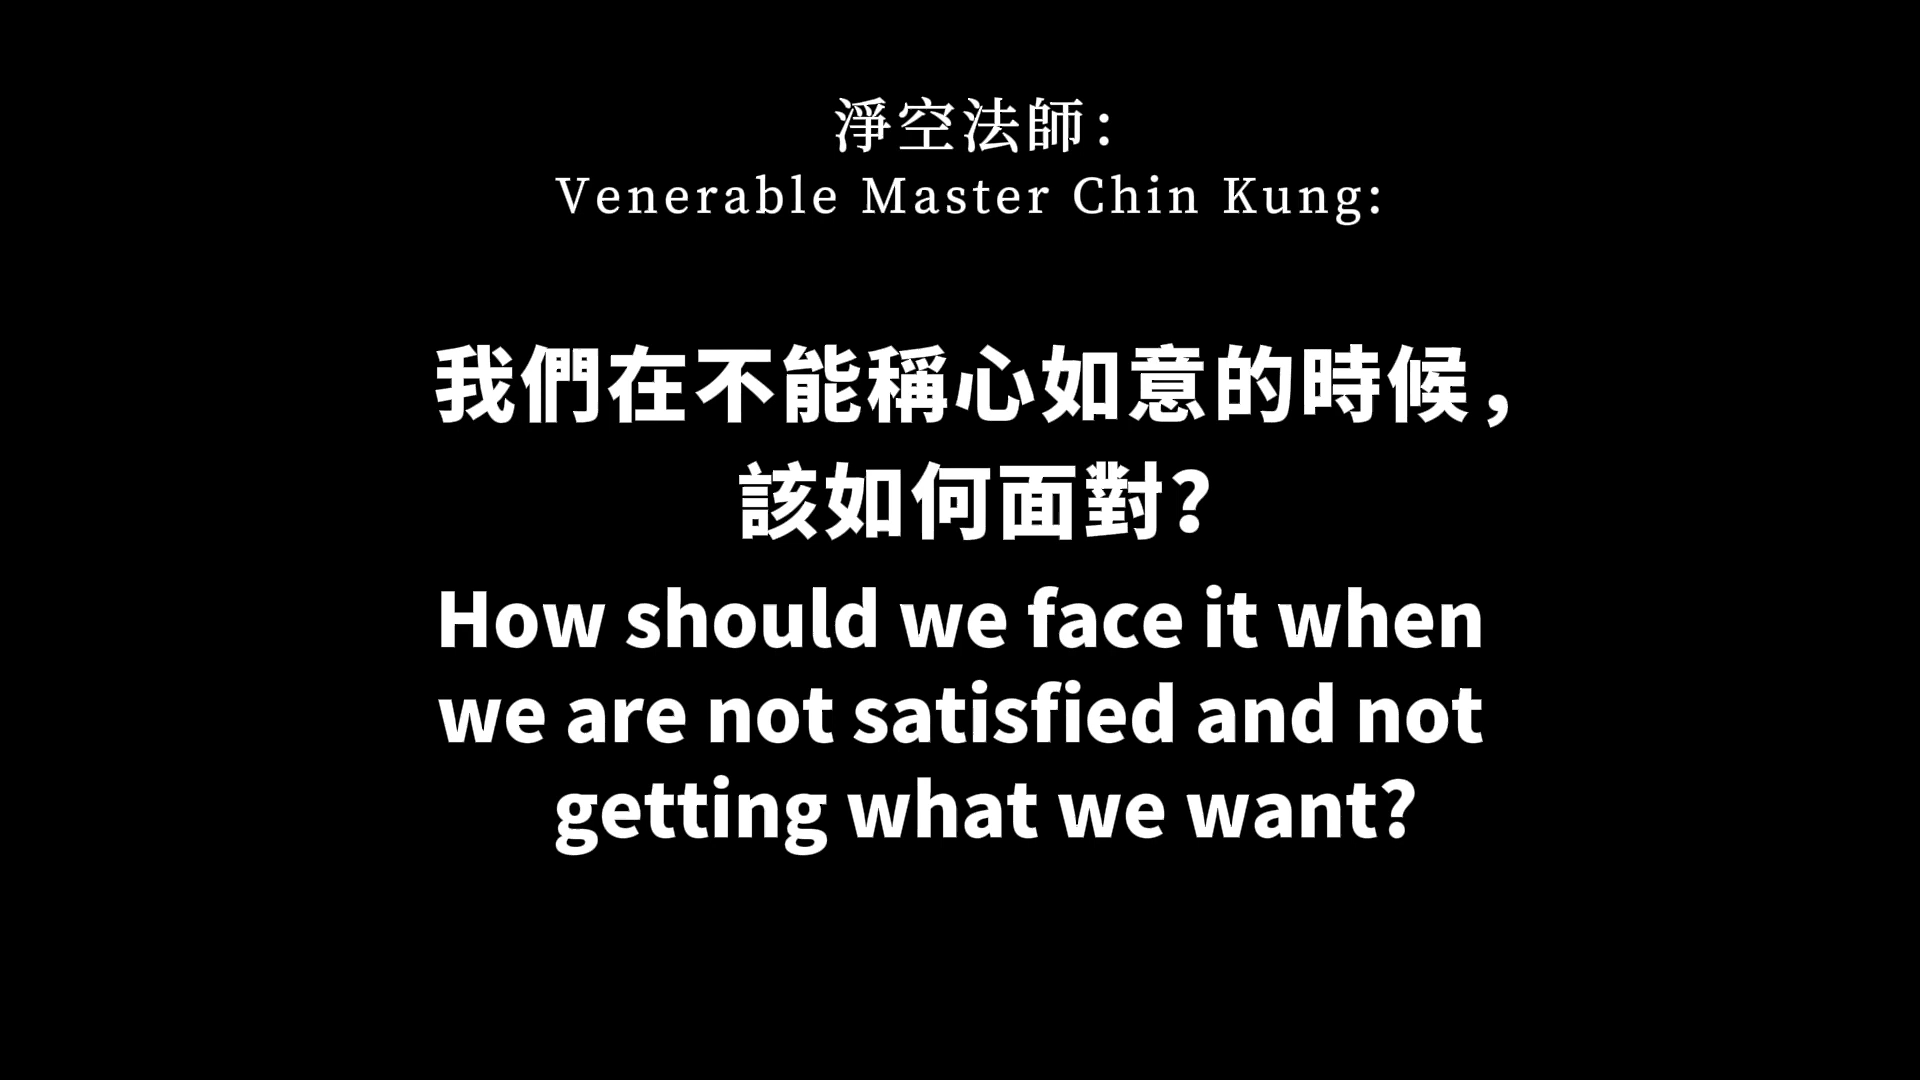 淨空法師：
Venerable Master Chin Kung:
我們在不能稱心如意的時候，
該如何面對？
How should we face it when
we are not satisfied and not
getting what we want?